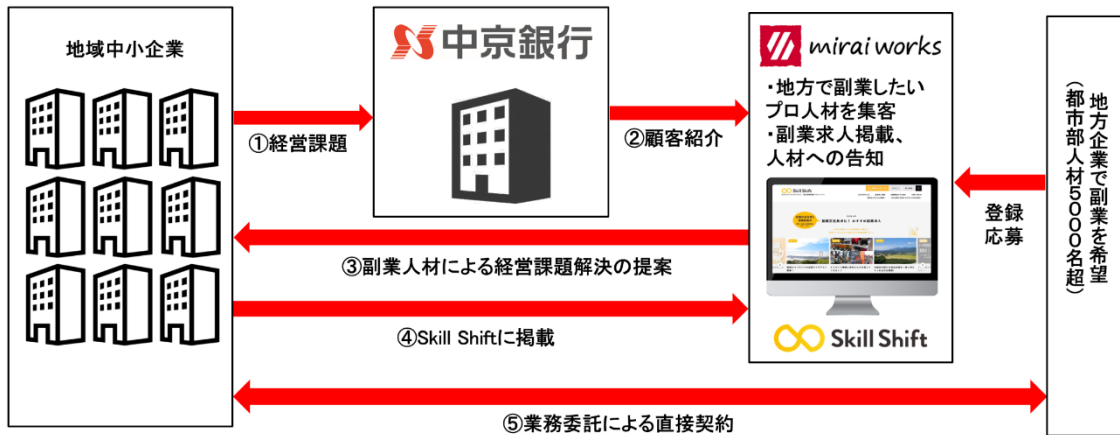 地域中小企業
中京銀行
mirai works
・地方で副業したい
プロ人材を集客
・副業求人掲載、
人材への告知
①経営課題
②顧客紹介
Skill Shift
登録
応募
地方企業で副業を希望
（都市部人材5000名超）
③副業人材による経営課題解決の提案
④Skill Shiftに掲載
Skill Shift
⑤業務委託による直接契約